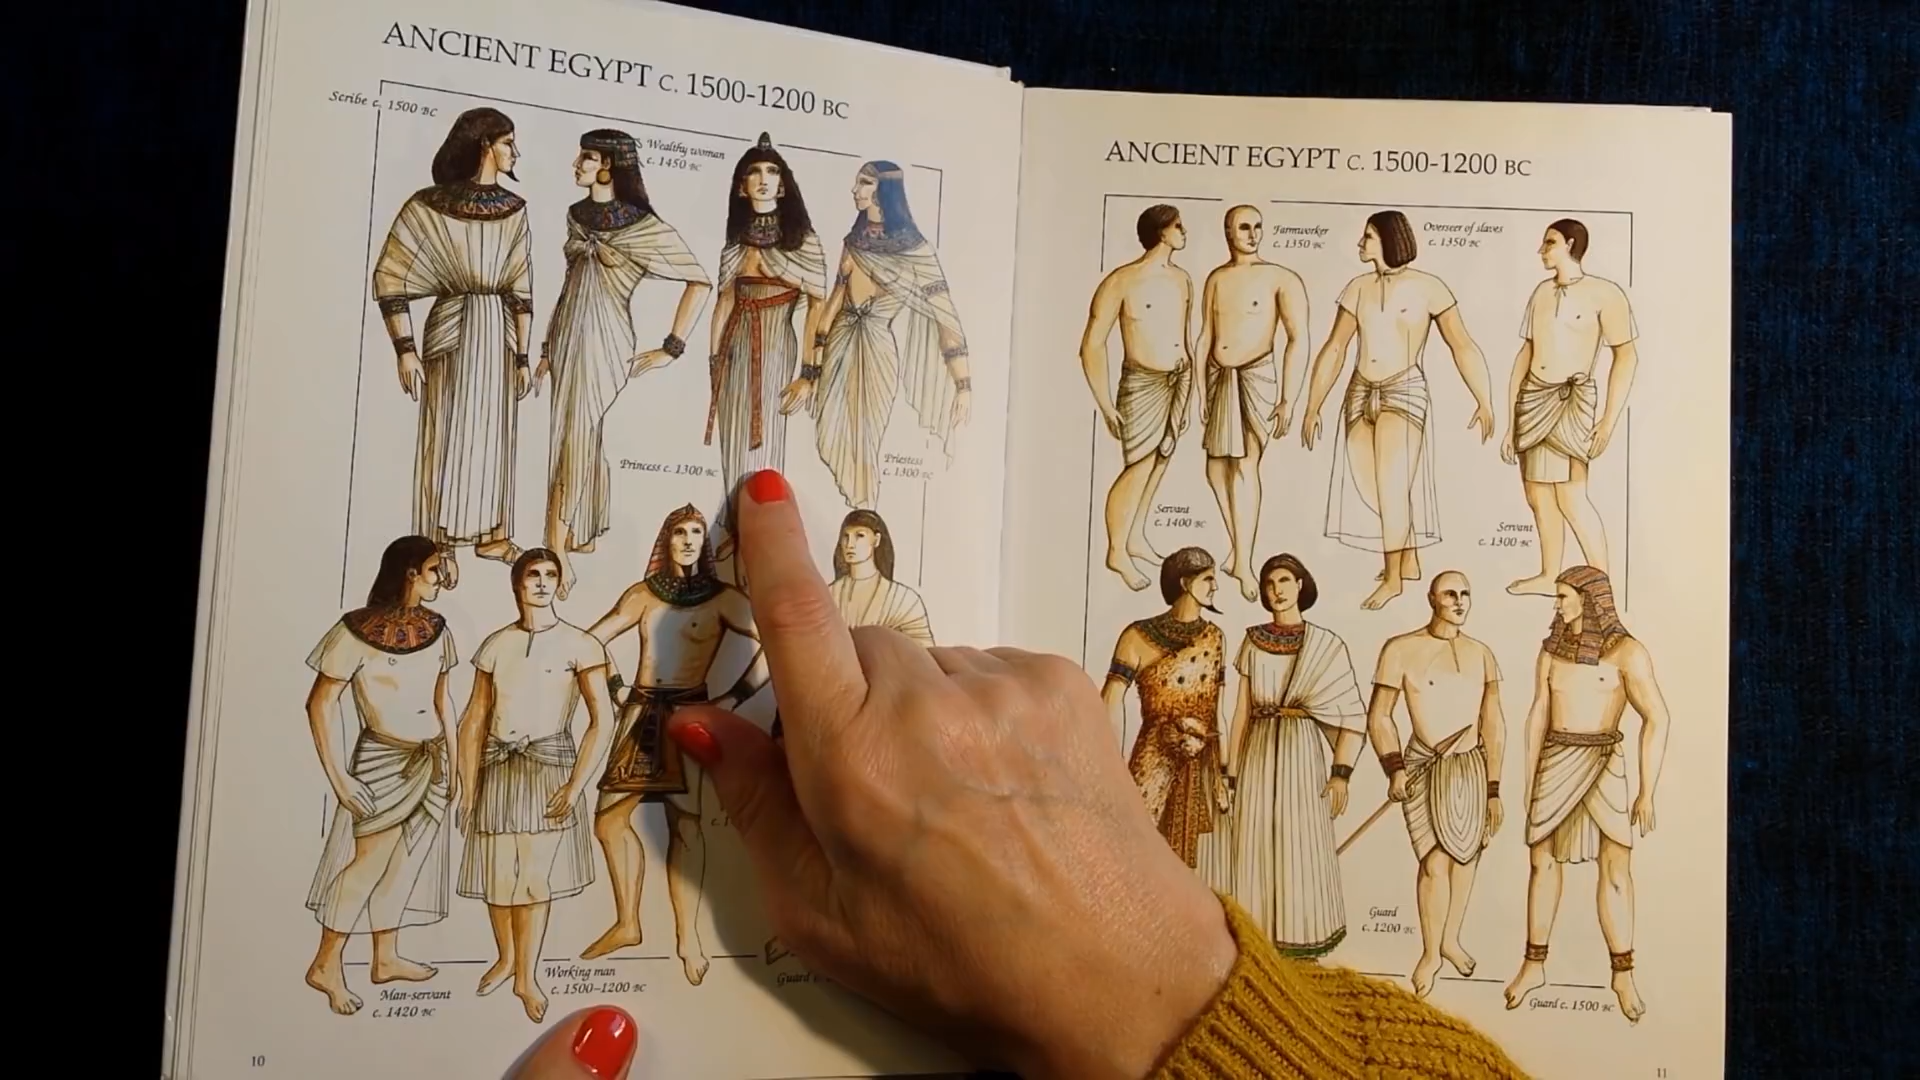 ANCIENT EGYPT C. 1500-1200 BC
Scribe c. 1500 BC
Wealthy woman
c. 1450 BC
Princess c. 1300 BC
Priestess
c. 1300 BC
Man-servant
c. 1420 BC
Working man
c. 1500-1200 BC
Guard
10
ANCIENT EGYPT C. 1500-1200 BC
Farmworker
c. 1350 BC
Overseer of slaves
c. 1350 BC
Servant
c. 1400 BC
Servant
c. 1300 BC
Guard
c. 1200 BC
Guard c. 1500 BC
11